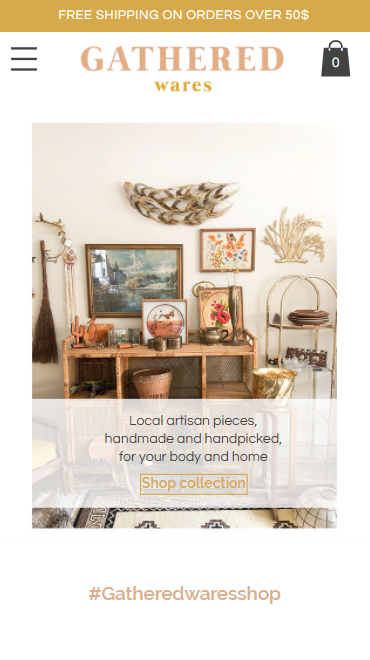 FREE SHIPPING ON ORDERS OVER 50$
GATHERED
wares
0
Local artisan pieces,
handmade and handpicked,
for your body and home
Shop collection
#Gatheredwaresshop